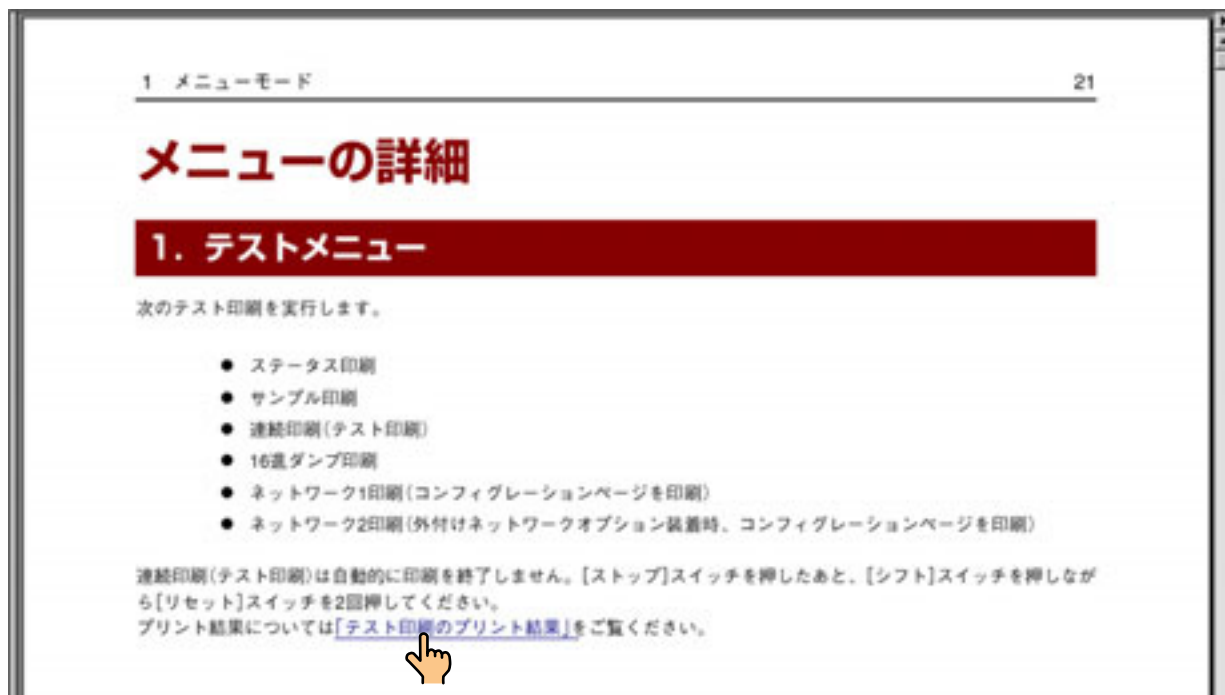 1 メニューモード 21
メニューの詳細
1. テストメニュー
次のテスト印刷を実行します。
● ステータス印刷
● サンプル印刷
● 連続印刷(テスト印刷)
● 16進ダンプ印刷
● ネットワーク1印刷(コンフィグレーションページを印刷)
● ネットワーク2印刷(外付けネットワークオプション装着時、コンフィグレーションページを印刷)
連続印刷(テスト印刷)は自動的に印刷を終了しません。[ストップ]スイッチを押したあと、[シフト]スイッチを押しなが
ら[リセット]スイッチを2回押してください。
プリント結果については「テスト印刷のプリント結果」をご覧ください。